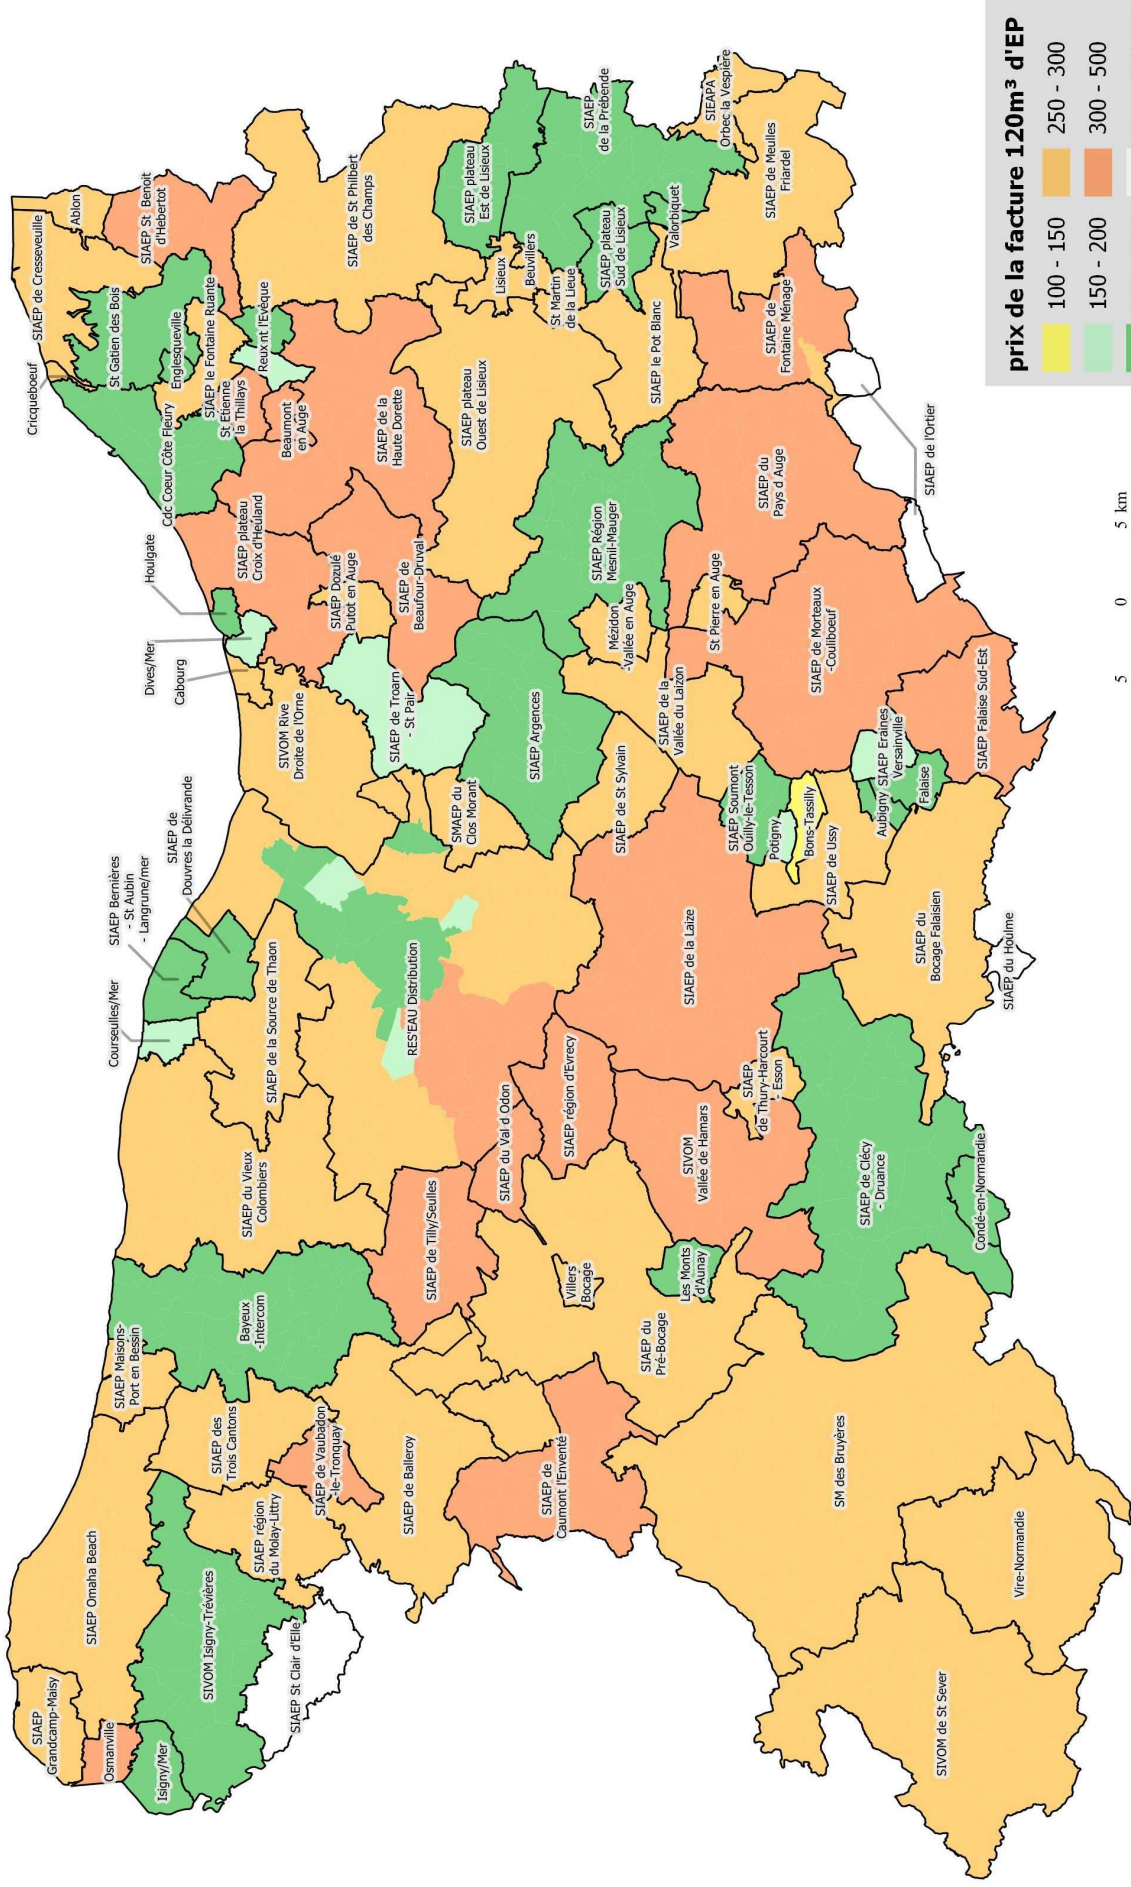 SIAEP
Grandcamp-Maisy
Osmanville
Isigny/Mer
SIAEP Omaha Beach
SIVOM Isigny-Trévières
SIAEP St Clair d'Elle
SIAEP région
du Molay-Littry
SIAEP des
Trois Cantons
SIAEP Maisons-
Port en Bessin
SIAEP de Vaubadon
-le-Tronquay
SIAEP de Balleroy
Bayeux
-Intercom
SIAEP du Vieux
Colombiers
SIAEP de Tilly/Seulles
SIAEP de
Caumont l'Eventé
SIAEP du
Pré-Bocage
Villers
Bocage
Les Monts
d'Aunay
SM des Bruyères
SIVOM de St Sever
Vire-Normandie
Courseulles/Mer
SIAEP Bernières
- St Aubin
- Langrune/mer
SIAEP de
Douvres la Délivrande
SIAEP de la Source de Thaon
RES'EAU Distribution
SIAEP du Val d Odon
SIAEP région d'Evrecy
SIVOM
Vallée de Hamars
SIAEP
de Thury-Harcourt
- Esson
SIAEP de la Laize
SIAEP de Clécy
- Druance
Condé-en-Normandie
SIAEP du Houlme
SIAEP du
Bocage Falaisien
Cabourg
Dives/Mer
Houlgate
SIVOM Rive
Droite de l'Orne
SIAEP de Troarn
- St Pair
SMAEP du
Clos Morant
SIAEP Argences
SIAEP de St Sylvain
SIAEP de la
Vallée du Laizon
SIAEP Soumont
Ouilly-le-Tesson
Potigny
Bons-Tassilly
SIAEP de Ussy
Aubigny
SIAEP Eraines
Versainville
Falaise
SIAEP Falaise Sud-Est
SIAEP de Morteaux
-Coulibœuf
St Pierre en Auge
Mézidon
-Vallée en Auge
SIAEP Région
Mesnil-Mauger
SIAEP du
Pays d Auge
SIAEP de l'Ortier
SIAEP plateau
Croix d'Heuland
SIAEP Dozulé
Putot en Auge
SIAEP de
Beaufour-Druval
SIAEP de la
Haute Dorette
Beaumont
en Auge
St Etienne
la Thillays
SIAEP le Fontaine Ruante
Cdc Coeur Côte Fleury
Cricqueboeuf
Englesqueville
St Gatien des Bois
SIAEP de Cresseveuille
Ablon
SIAEP St Benoit
d'Hebertot
Reux
nt l'Evêque
SIAEP de St Philbert
des Champs
SIAEP plateau
Ouest de Lisieux
SIAEP plateau
Est de Lisieux
Lisieux
Beuvillers
St Martin
de la Lieue
SIAEP plateau
Sud de Lisieux
SIAEP
de la Prébende
Valorbiquet
SIAEP le Pot Blanc
SIAEP de
Fontaine Ménage
SIAEP de Meulles
Friardel
SIEAPA
Orbec la Vespière
5 0 5 km
prix de la facture 120m³ d'EP
100 - 150 250 - 300
150 - 200 300 - 500